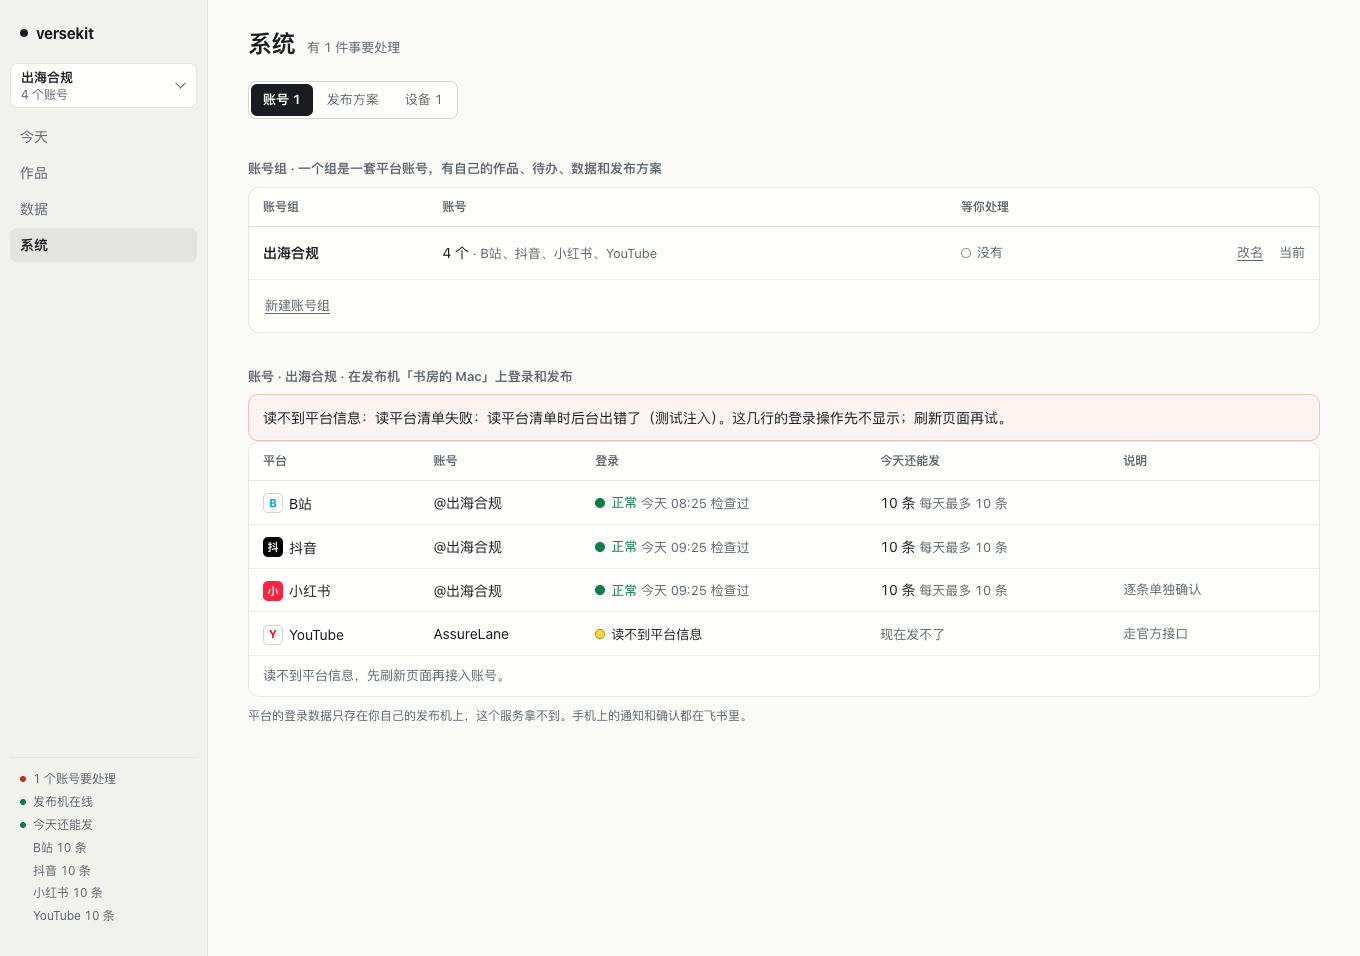 versekit
出海合规
4 个账号
今天
作品
数据
系统
1 个账号要处理
发布机在线
今天还能发
B站 10 条
抖音 10 条
小红书 10 条
YouTube 10 条
系统 有 1 件事要处理
账号 1 发布方案 设备 1
账号组 · 一个组是一套平台账号，有自己的作品、待办、数据和发布方案
账号组 账号 等你处理
出海合规 4 个 · B站、抖音、小红书、YouTube 没有 改名 当前
新建账号组
账号 · 出海合规 · 在发布机「书房的 Mac」上登录和发布
读不到平台信息：读平台清单失败：读平台清单时后台出错了（测试注入）。这几行的登录操作先不显示；刷新页面再试。
平台 账号 登录 今天还能发 说明
B B站 @出海合规 正常 今天 08:25 检查过 10 条 每天最多 10 条
抖 抖音 @出海合规 正常 今天 09:25 检查过 10 条 每天最多 10 条
小 小红书 @出海合规 正常 今天 09:25 检查过 10 条 每天最多 10 条 逐条单独确认
Y YouTube AssureLane 读不到平台信息 现在发不了 走官方接口
读不到平台信息，先刷新页面再接入账号。
平台的登录数据只存在你自己的发布机上，这个服务拿不到。手机上的通知和确认都在飞书里。